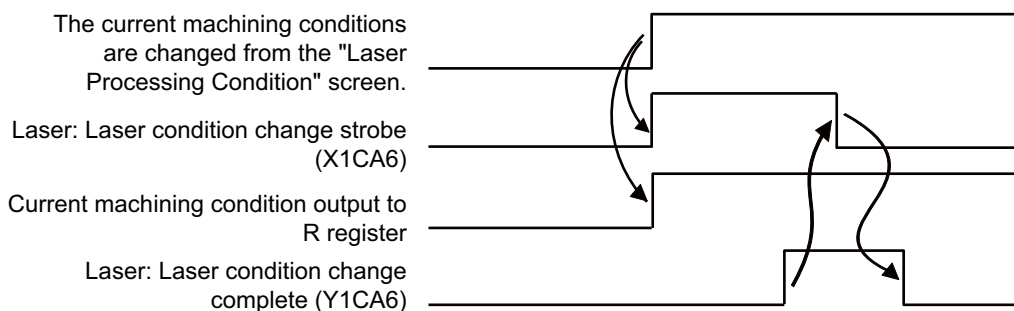 The current machining conditions
are changed from the "Laser
Processing Condition" screen.
Laser: Laser condition change strobe
(X1CA6)
Current machining condition output to
R register
Laser: Laser condition change
complete (Y1CA6)